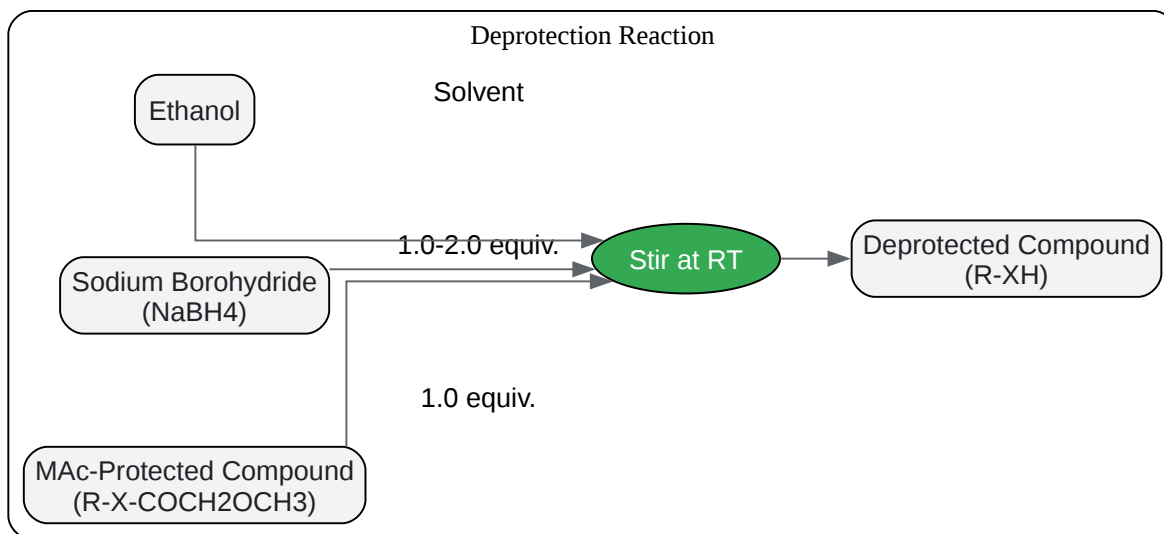 Deprotection Reaction
Solvent
Ethanol
1.0-2.0 equiv.
Sodium Borohydride
(NaBH4)
Stir at RT
Deprotected Compound
(R-XH)
1.0 equiv.
MAc-Protected Compound
(R-X-COCH2OCH3)